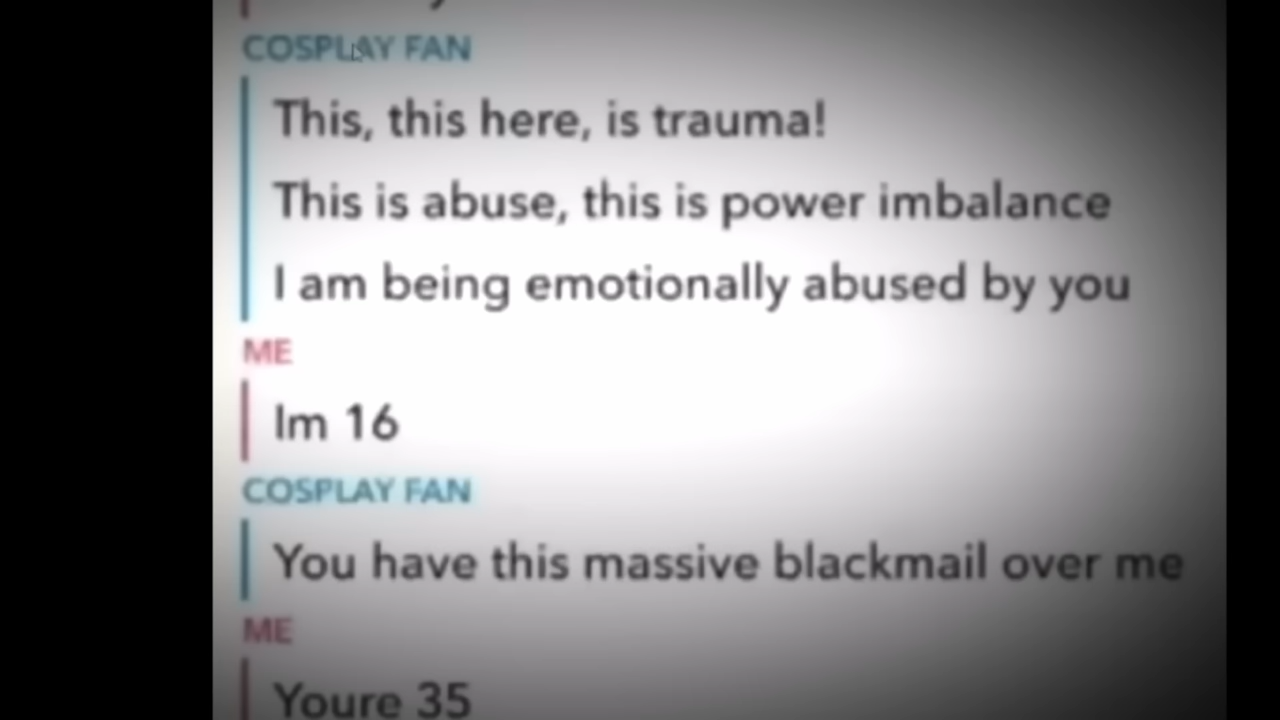 COSPLAY FAN
This, this here, is trauma!
This is abuse, this is power imbalance
I am being emotionally abused by you
ME
Im 16
COSPLAY FAN
You have this massive blackmail over me
ME
Youre 35